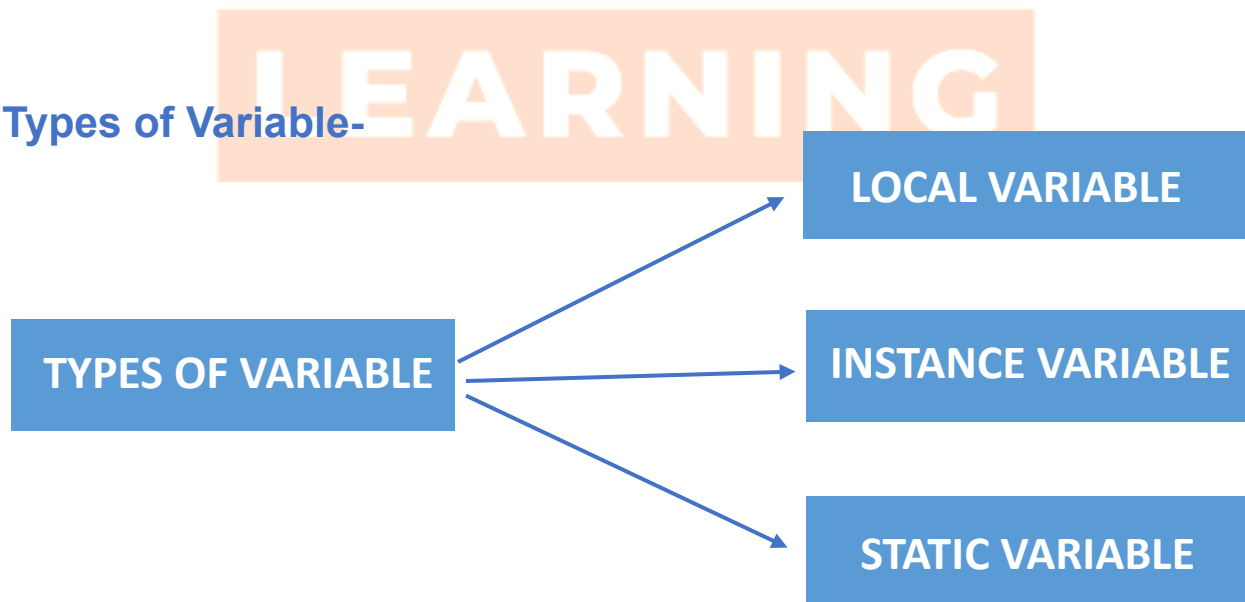 LEARNING
Types of Variable-
LOCAL VARIABLE
TYPES OF VARIABLE
INSTANCE VARIABLE
STATIC VARIABLE